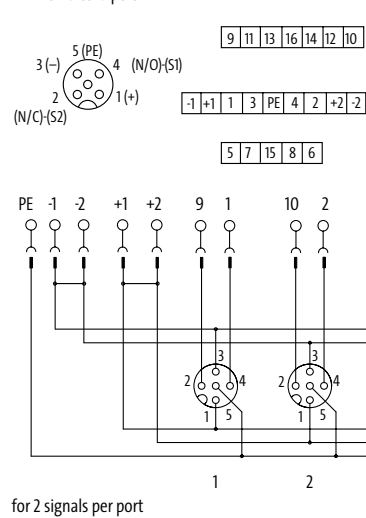 5 (PE)
3 (–)
4 (N/O)-(S1)
2
1 (+)
(N/C)-(S2)
9 11 13 16 14 12 10
-1 +1 1 3 PE 4 2 +2 -2
5 7 15 8 6
PE -1 -2 +1 +2 9 1 10 2
3 3
2 4 2 4
1 5 1 5
1 2
for 2 signals per port